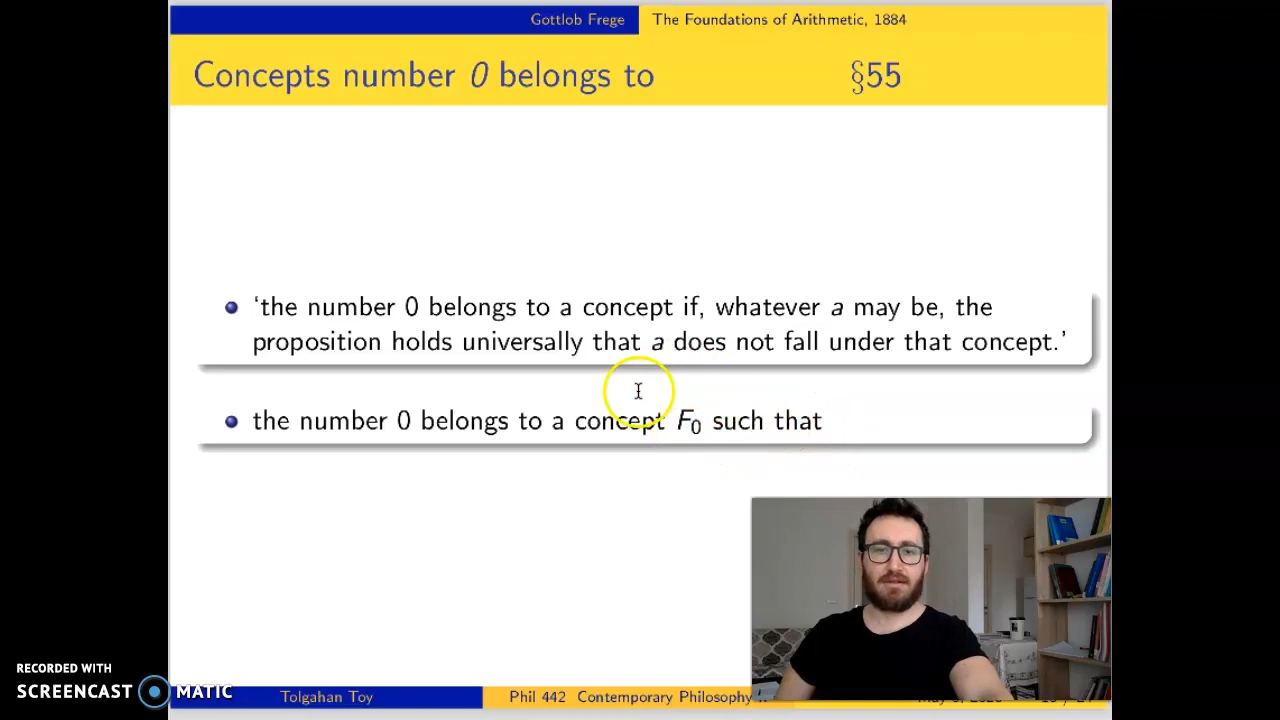 Gottlob Frege The Foundations of Arithmetic, 1884
Concepts number 0 belongs to §55
‘the number 0 belongs to a concept if, whatever a may be, the
proposition holds universally that a does not fall under that concept.’
the number 0 belongs to a concept F₀ such that
RECORDED WITH
SCREENCAST MATIC
Tolgahan Toy Phil 442 Contemporary Philosophy